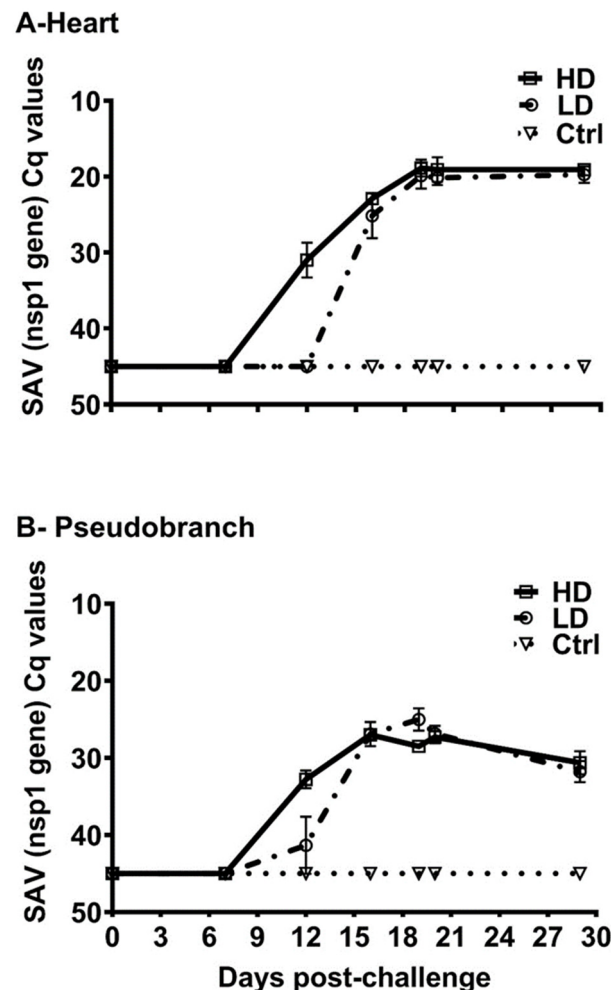 A-Heart
SAV (nsp1 gene) Cq values
HD
LD
Ctrl
10
20
30
40
50
B- Pseudobranch
SAV (nsp1 gene) Cq values
HD
LD
Ctrl
10
20
30
40
50
0 3 6 9 12 15 18 21 24 27 30
Days post-challenge